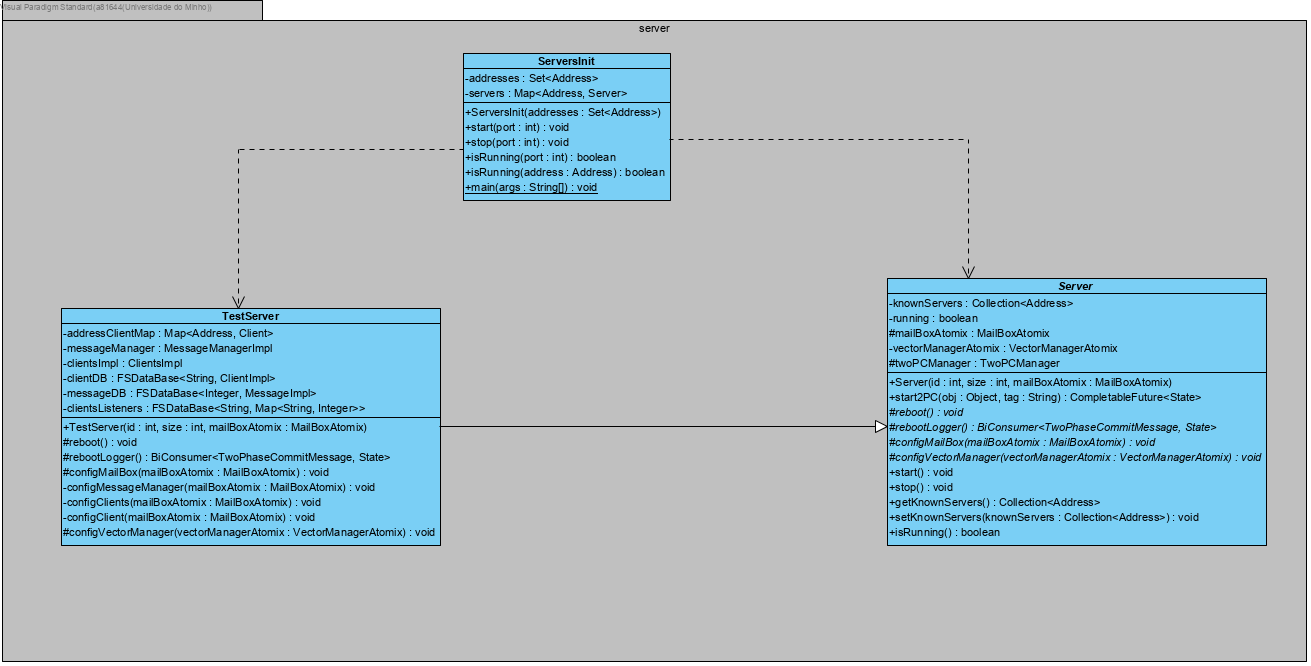 Visual Paradigm Standard(a81644(Universidade do Minho))
server
ServersInit
-addresses : Set<Address>
-servers : Map<Address, Server>
+ServersInit(addresses : Set<Address>)
+start(port : int) : void
+stop(port : int) : void
+isRunning(port : int) : boolean
+isRunning(address : Address) : boolean
+main(args : String[]) : void
TestServer
-addressClientMap : Map<Address, Client>
-messageManager : MessageManagerImpl
-clientsImpl : ClientsImpl
-clientDB : FSDataBase<String, ClientImpl>
-messageDB : FSDataBase<Integer, MessageImpl>
-clientsListeners : FSDataBase<String, Map<String, Integer>>
+TestServer(id : int, size : int, mailBoxAtomix : MailBoxAtomix)
#reboot() : void
#rebootLogger() : BiConsumer<TwoPhaseCommitMessage, State>
#configMailBox(mailBoxAtomix : MailBoxAtomix) : void
-configMessageManager(mailBoxAtomix : MailBoxAtomix) : void
-configClients(mailBoxAtomix : MailBoxAtomix) : void
-configClient(mailBoxAtomix : MailBoxAtomix) : void
#configVectorManager(vectorManagerAtomix : VectorManagerAtomix) : void
Server
-knownServers : Collection<Address>
-running : boolean
#mailBoxAtomix : MailBoxAtomix
-vectorManagerAtomix : VectorManagerAtomix
#twoPCManager : TwoPCManager
+Server(id : int, size : int, mailBoxAtomix : MailBoxAtomix)
+start2PC(obj : Object, tag : String) : CompletableFuture<State>
#reboot() : void
#rebootLogger() : BiConsumer<TwoPhaseCommitMessage, State>
#configMailBox(mailBoxAtomix : MailBoxAtomix) : void
#configVectorManager(vectorManagerAtomix : VectorManagerAtomix) : void
+start() : void
+stop() : void
+getKnownServers() : Collection<Address>
+setKnownServers(knownServers : Collection<Address>) : void
+isRunning() : boolean